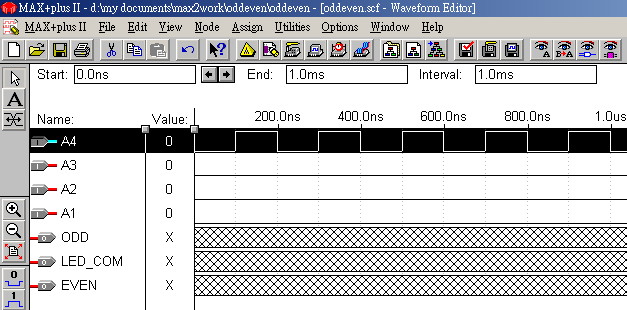 MAX+plus II - d:\my documents\max2work\oddeven\oddeven - [oddeven.scf - Waveform Editor]
MAX+plus II File Edit View Node Assign Utilities Options Window Help
Start: 0.0ns End: 1.0ms Interval: 1.0ms
Name: Value: 200.0ns 400.0ns 600.0ns 800.0ns 1.0us
A4 0
A3 0
A2 0
A1 0
ODD X
LED_COM X
EVEN X